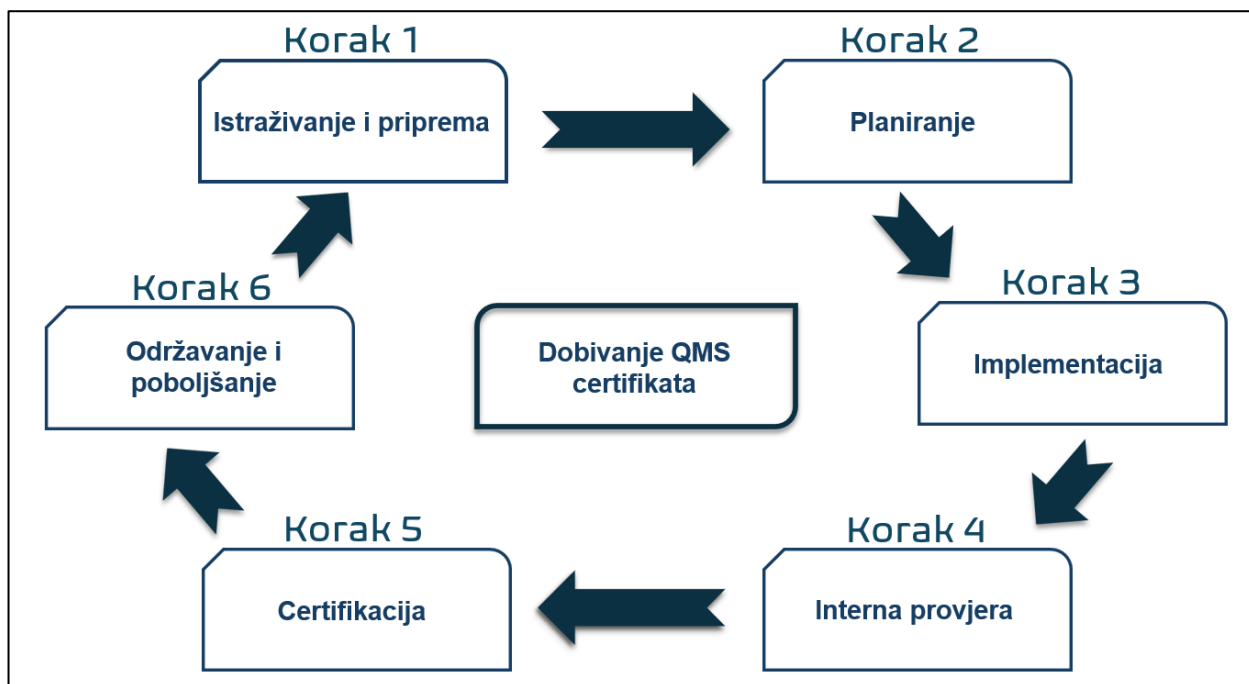 Korak 1
Istraživanje i priprema
Korak 2
Planiranje
Korak 3
Implementacija
Korak 4
Interna provjera
Korak 5
Certifikacija
Korak 6
Održavanje i
poboljšanje
Dobivanje QMS
certifikata